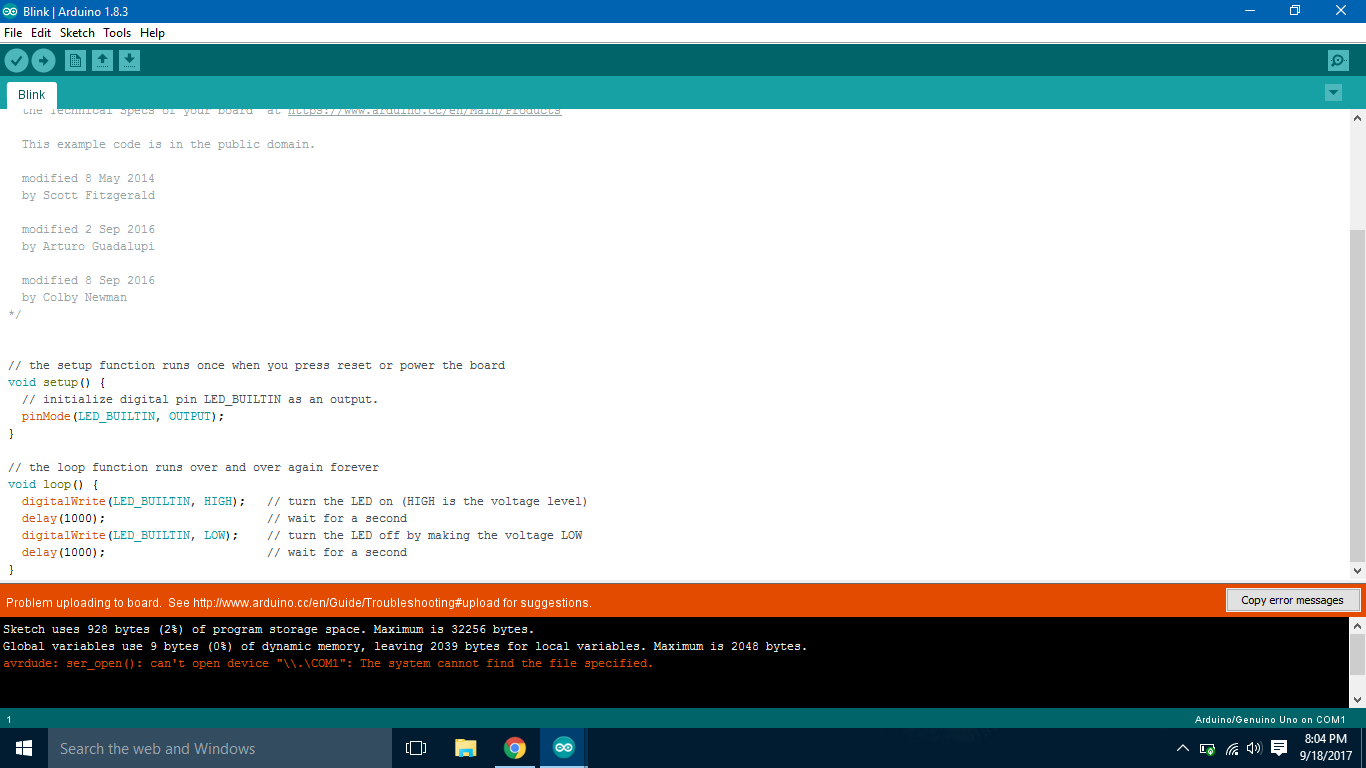 Blink | Arduino 1.8.3
File Edit Sketch Tools Help
Blink
the Technical Specs of your board at https://www.arduino.cc/en/Main/Products
This example code is in the public domain.
modified 8 May 2014
by Scott Fitzgerald
modified 2 Sep 2016
by Arturo Guadalupi
modified 8 Sep 2016
by Colby Newman
*/
// the setup function runs once when you press reset or power the board
void setup() {
// initialize digital pin LED_BUILTIN as an output.
pinMode(LED_BUILTIN, OUTPUT);
}
// the loop function runs over and over again forever
void loop() {
digitalWrite(LED_BUILTIN, HIGH); // turn the LED on (HIGH is the voltage level)
delay(1000); // wait for a second
digitalWrite(LED_BUILTIN, LOW); // turn the LED off by making the voltage LOW
delay(1000); // wait for a second
}
Problem uploading to board. See http://www.arduino.cc/en/Guide/Troubleshooting#upload for suggestions.
Copy error messages
Sketch uses 928 bytes (2%) of program storage space. Maximum is 32256 bytes.
Global variables use 9 bytes (0%) of dynamic memory, leaving 2039 bytes for local variables. Maximum is 2048 bytes.
avrdude: ser_open(): can't open device "\\.\COM1": The system cannot find the file specified.
1
Arduino/Genuino Uno on COM1
Search the web and Windows
8:04 PM
9/18/2017